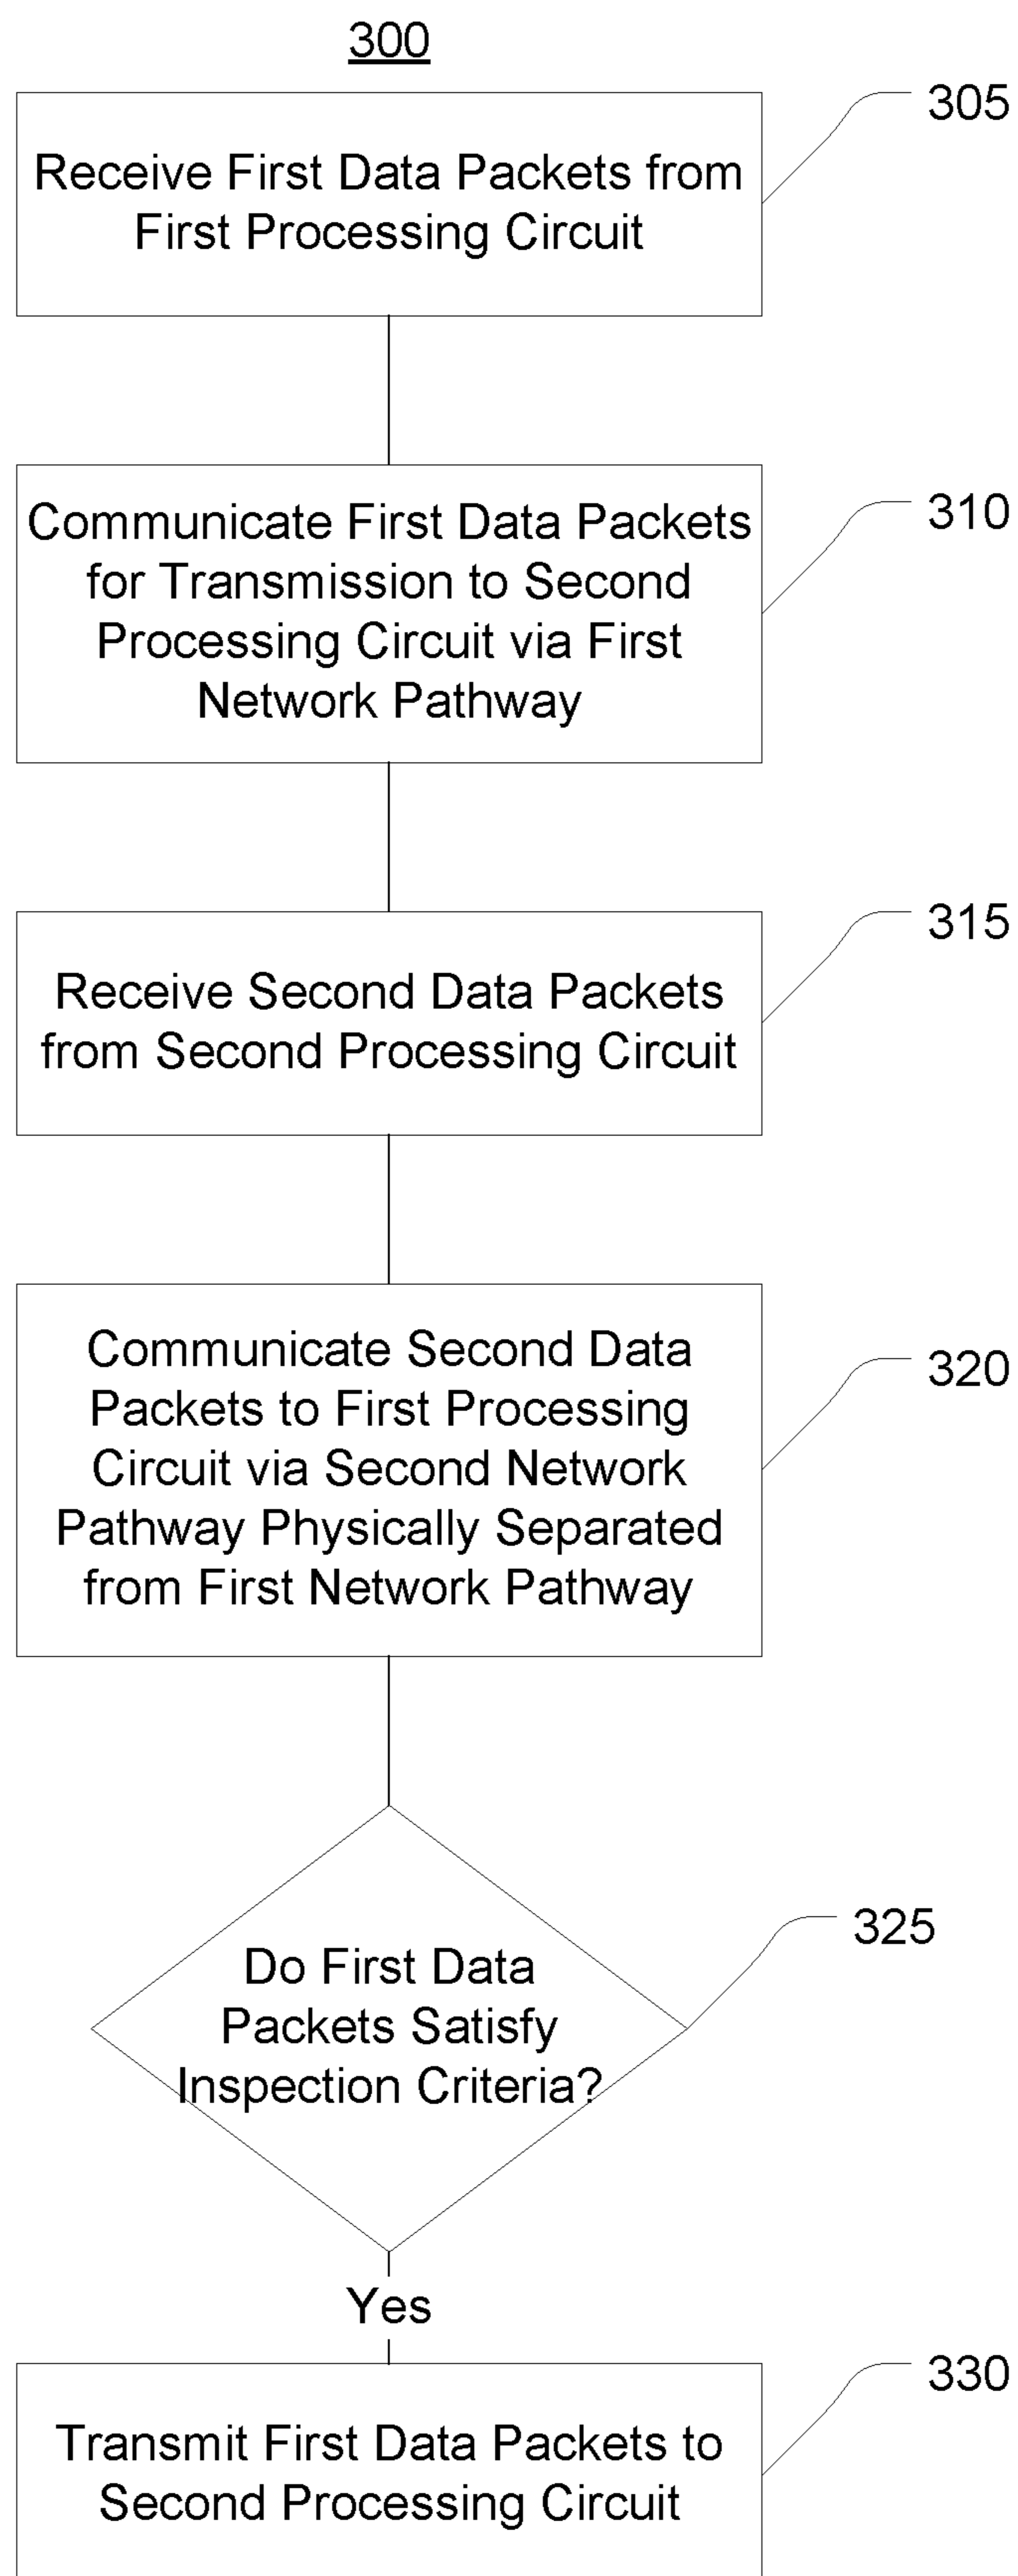 300
305
Receive First Data Packets from
First Processing Circuit
310
Communicate First Data Packets
for Transmission to Second
Processing Circuit via First
Network Pathway
315
Receive Second Data Packets
from Second Processing Circuit
320
Communicate Second Data
Packets to First Processing
Circuit via Second Network
Pathway Physically Separated
from First Network Pathway
325
Do First Data
Packets Satisfy
Inspection Criteria?
Yes
330
Transmit First Data Packets to
Second Processing Circuit